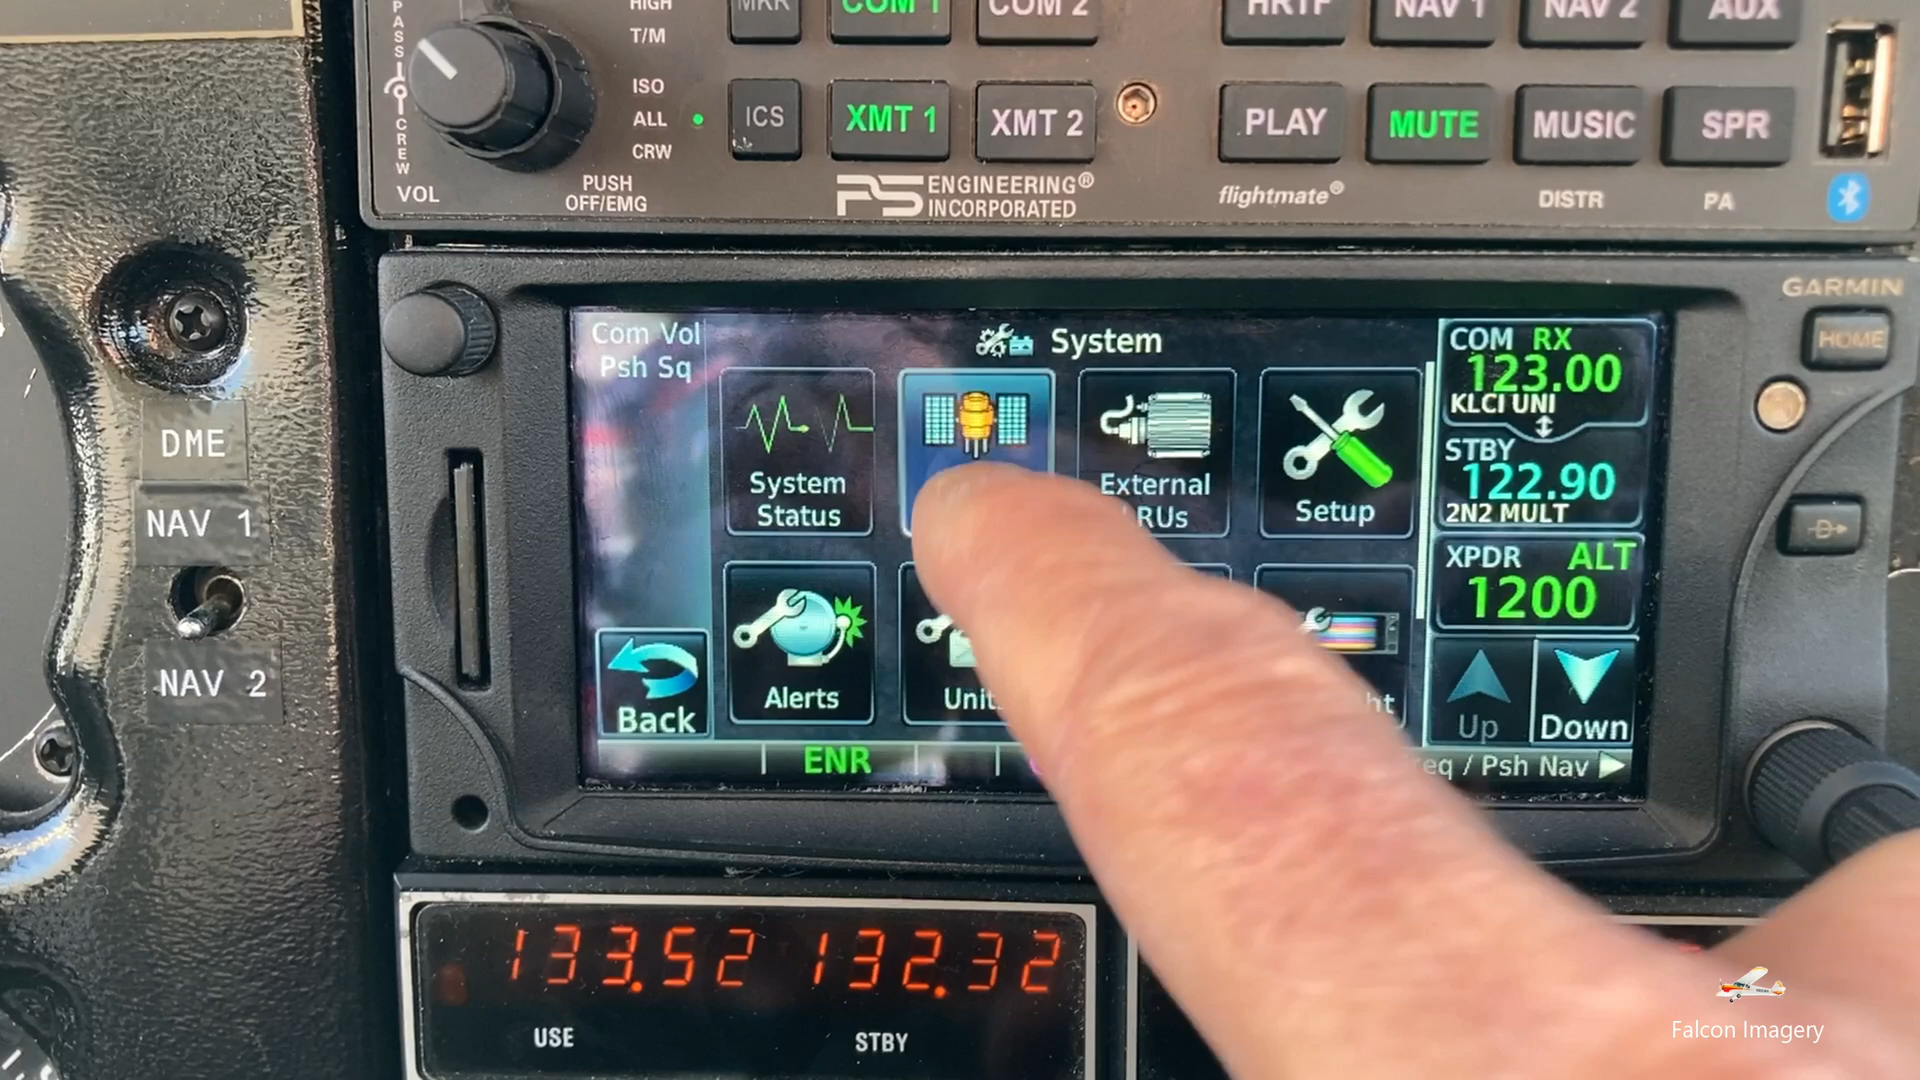 PASS
CREW
VOL
PUSH
OFF/EMG
HIGH
T/M
ISO
ALL
CRW
MKR
COM 1
COM 2
HRTF
NAV 1
NAV 2
AUX
ICS
XMT 1
XMT 2
PLAY
MUTE
MUSIC
SPR
PS ENGINEERING®
INCORPORATED
flightmate®
DISTR
PA
GARMIN
HOME
DME
NAV 1
NAV 2
Com Vol
Psh Sq
System
System
Status
External
Setup
Alerts
Back
ENR
COM RX
123.00
KLCI UNI
STBY
122.90
2N2 MULT
XPDR ALT
1200
Up
Down
/ Psh Nav
133.52 132.32
USE
STBY
Falcon Imagery